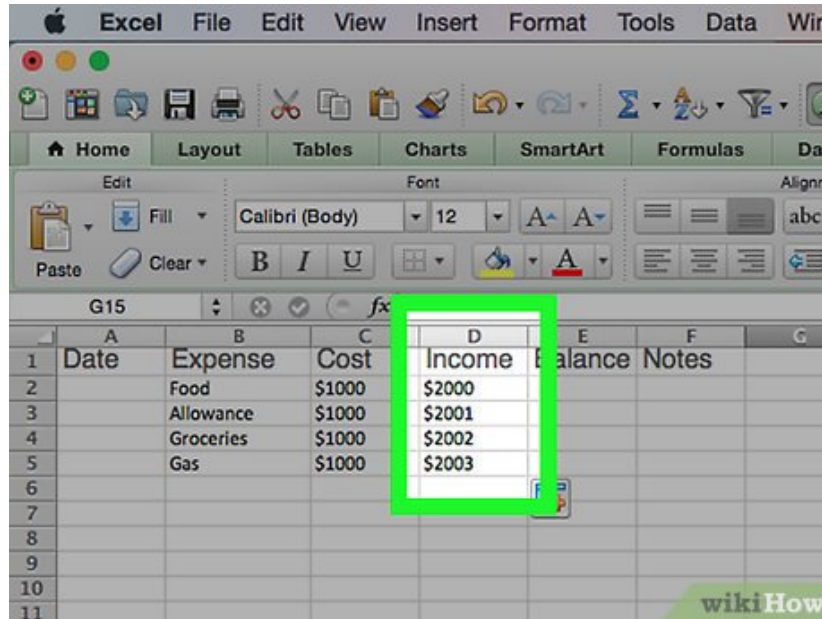 Excel File Edit View Insert Format Tools Data
Home Layout Tables Charts SmartArt Formulas
Edit Font
Fill Calibri (Body) 12 A A abc
Paste Clear B I U A
G15 fx
A B C D E F G
1 Date Expense Cost Income Balance Notes
2 Food $1000 $2000
3 Allowance $1000 $2001
4 Groceries $1000 $2002
5 Gas $1000 $2003
6
7
8
9
10
11
wikiHow